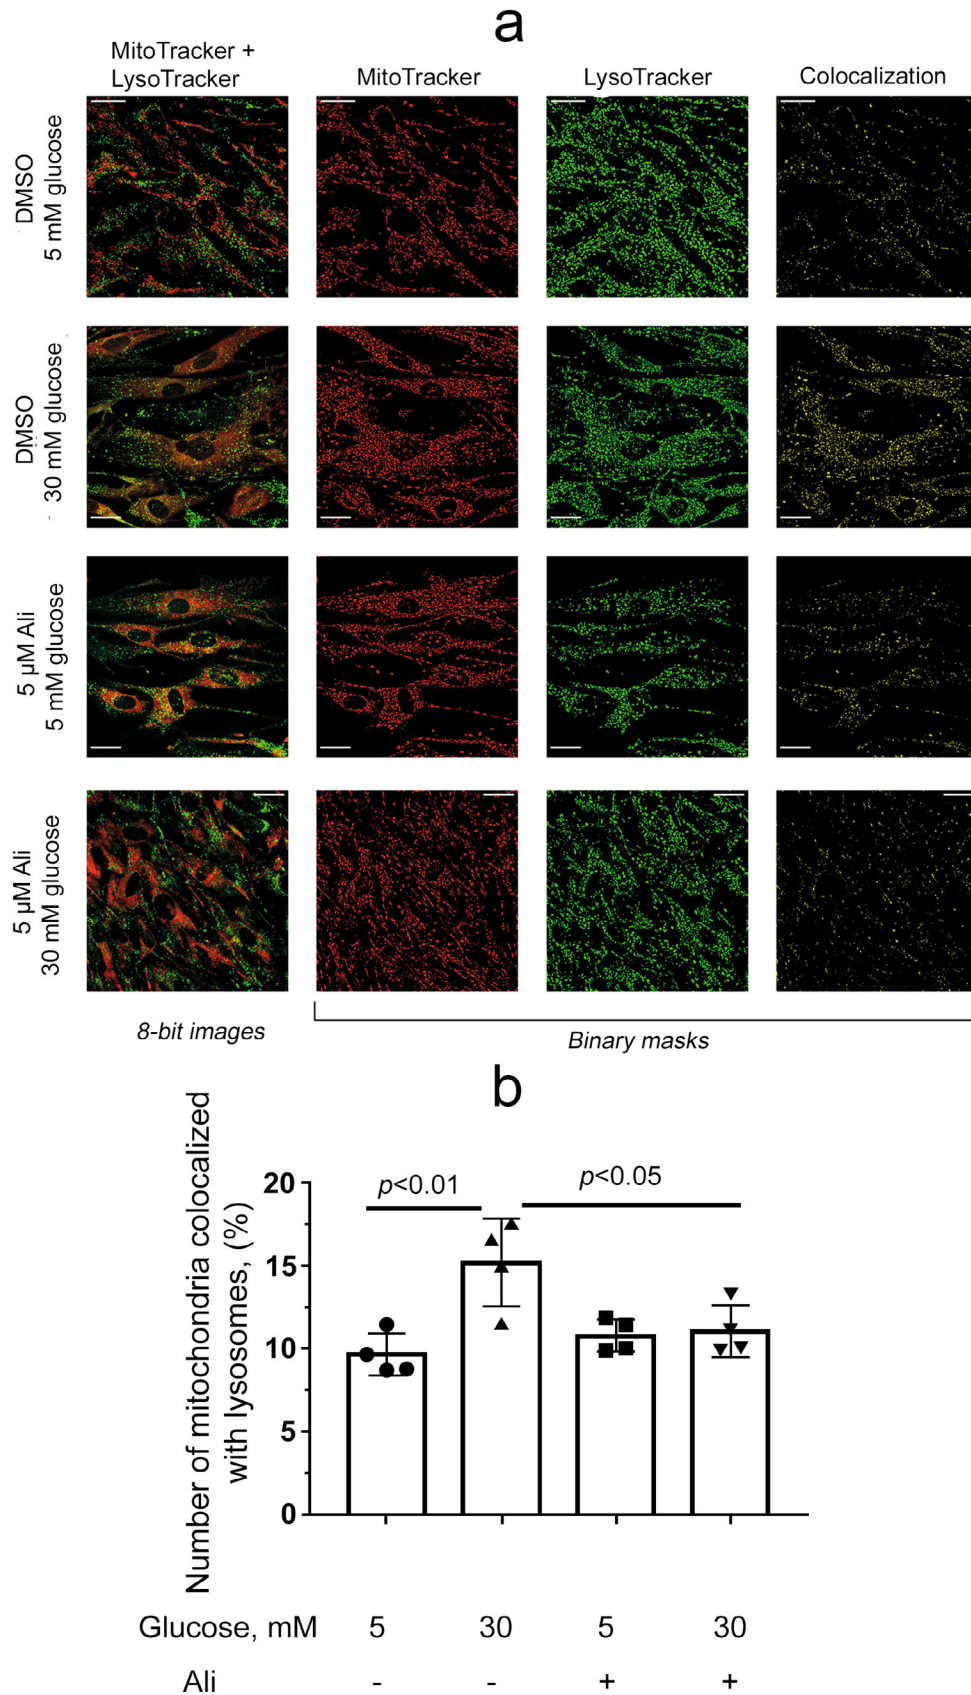 a
MitoTracker +
LysoTracker
MitoTracker
LysoTracker
Colocalization
DMSO
5 mM glucose
DMSO
30 mM glucose
5 µM Ali
5 mM glucose
5 µM Ali
30 mM glucose
8-bit images
Binary masks
b
Number of mitochondria colocalized
with lysosomes, (%)
20
15
10
5
0
p<0.01
p<0.05
Glucose, mM 5 30 5 30
Ali - - + +